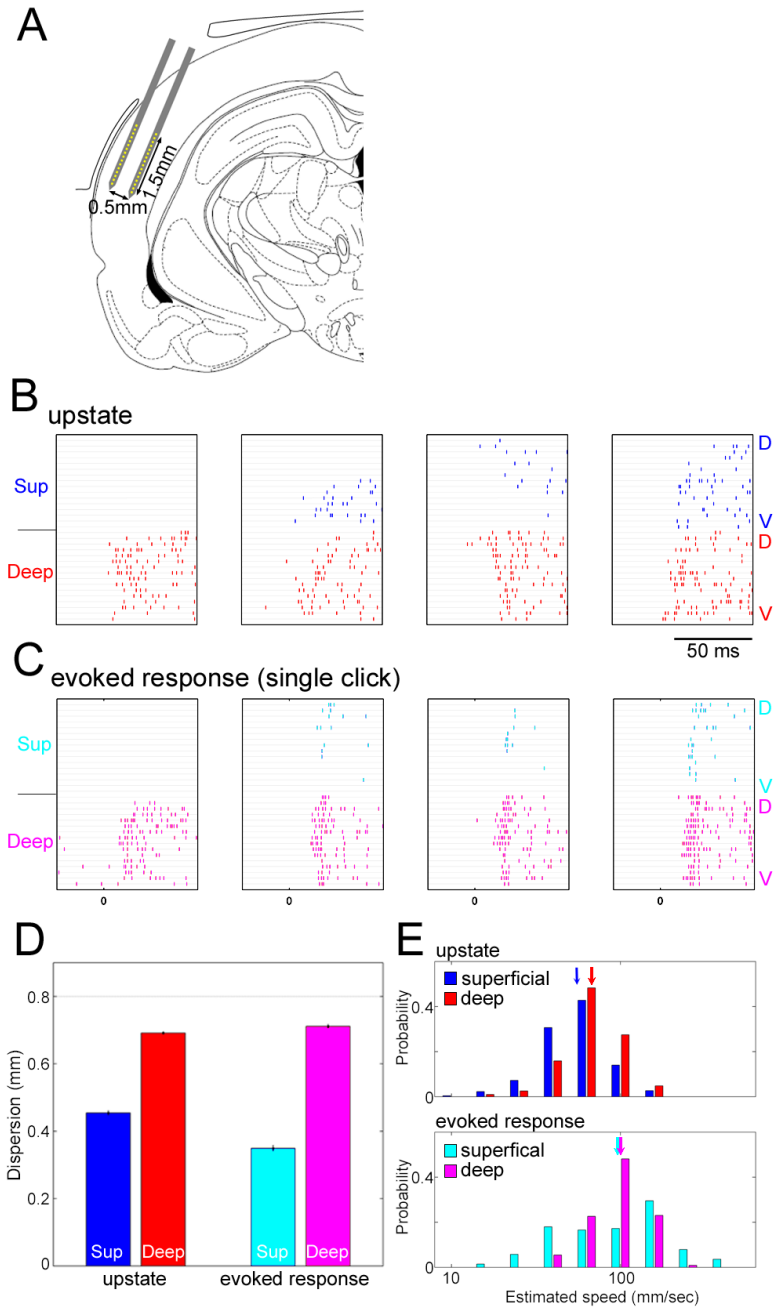 A
1.5mm
0.5mm
B
upstate
Sup
Deep
D
V
D
V
50 ms
C
evoked response (single click)
Sup
Deep
D
V
D
V
0
0
0
0
D
Dispersion (mm)
0.8
0.6
0.4
0.2
0
Sup
Deep
Sup
Deep
upstate
evoked response
E
upstate
superficial
deep
Probability
0.4
0
evoked response
superfical
deep
Probability
0.4
0
10
100
Estimated speed (mm/sec)